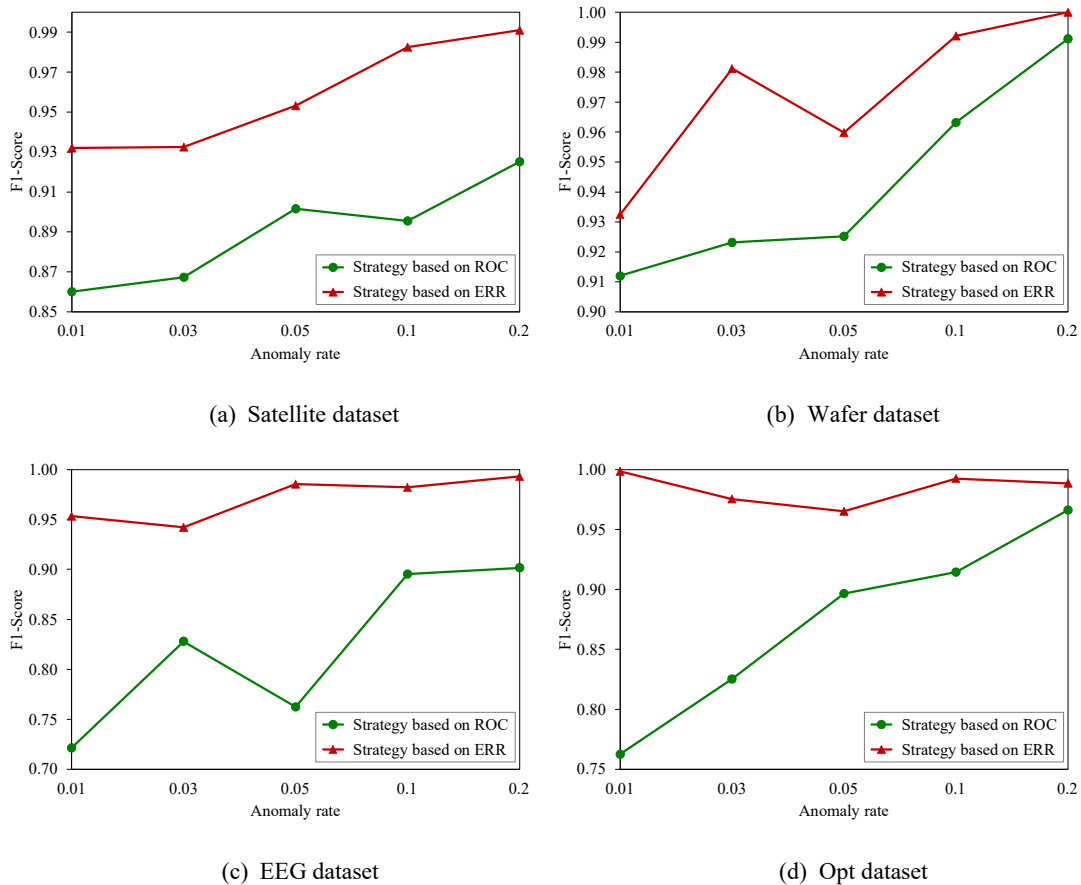 0.99
0.97
0.95
0.93
0.91
0.89
0.87
0.85
F1-Score
Strategy based on ROC
Strategy based on ERR
0.01 0.03 0.05 0.1 0.2
Anomaly rate
(a) Satellite dataset
1.00
0.99
0.98
0.97
0.96
0.95
0.94
0.93
0.92
0.91
0.90
F1-Score
Strategy based on ROC
Strategy based on ERR
0.01 0.03 0.05 0.1 0.2
Anomaly rate
(b) Wafer dataset
1.00
0.95
0.90
0.85
0.80
0.75
0.70
F1-Score
Strategy based on ROC
Strategy based on ERR
0.01 0.03 0.05 0.1 0.2
Anomaly rate
(c) EEG dataset
1.00
0.95
0.90
0.85
0.80
0.75
F1-Score
Strategy based on ROC
Strategy based on ERR
0.01 0.03 0.05 0.1 0.2
Anomaly rate
(d) Opt dataset